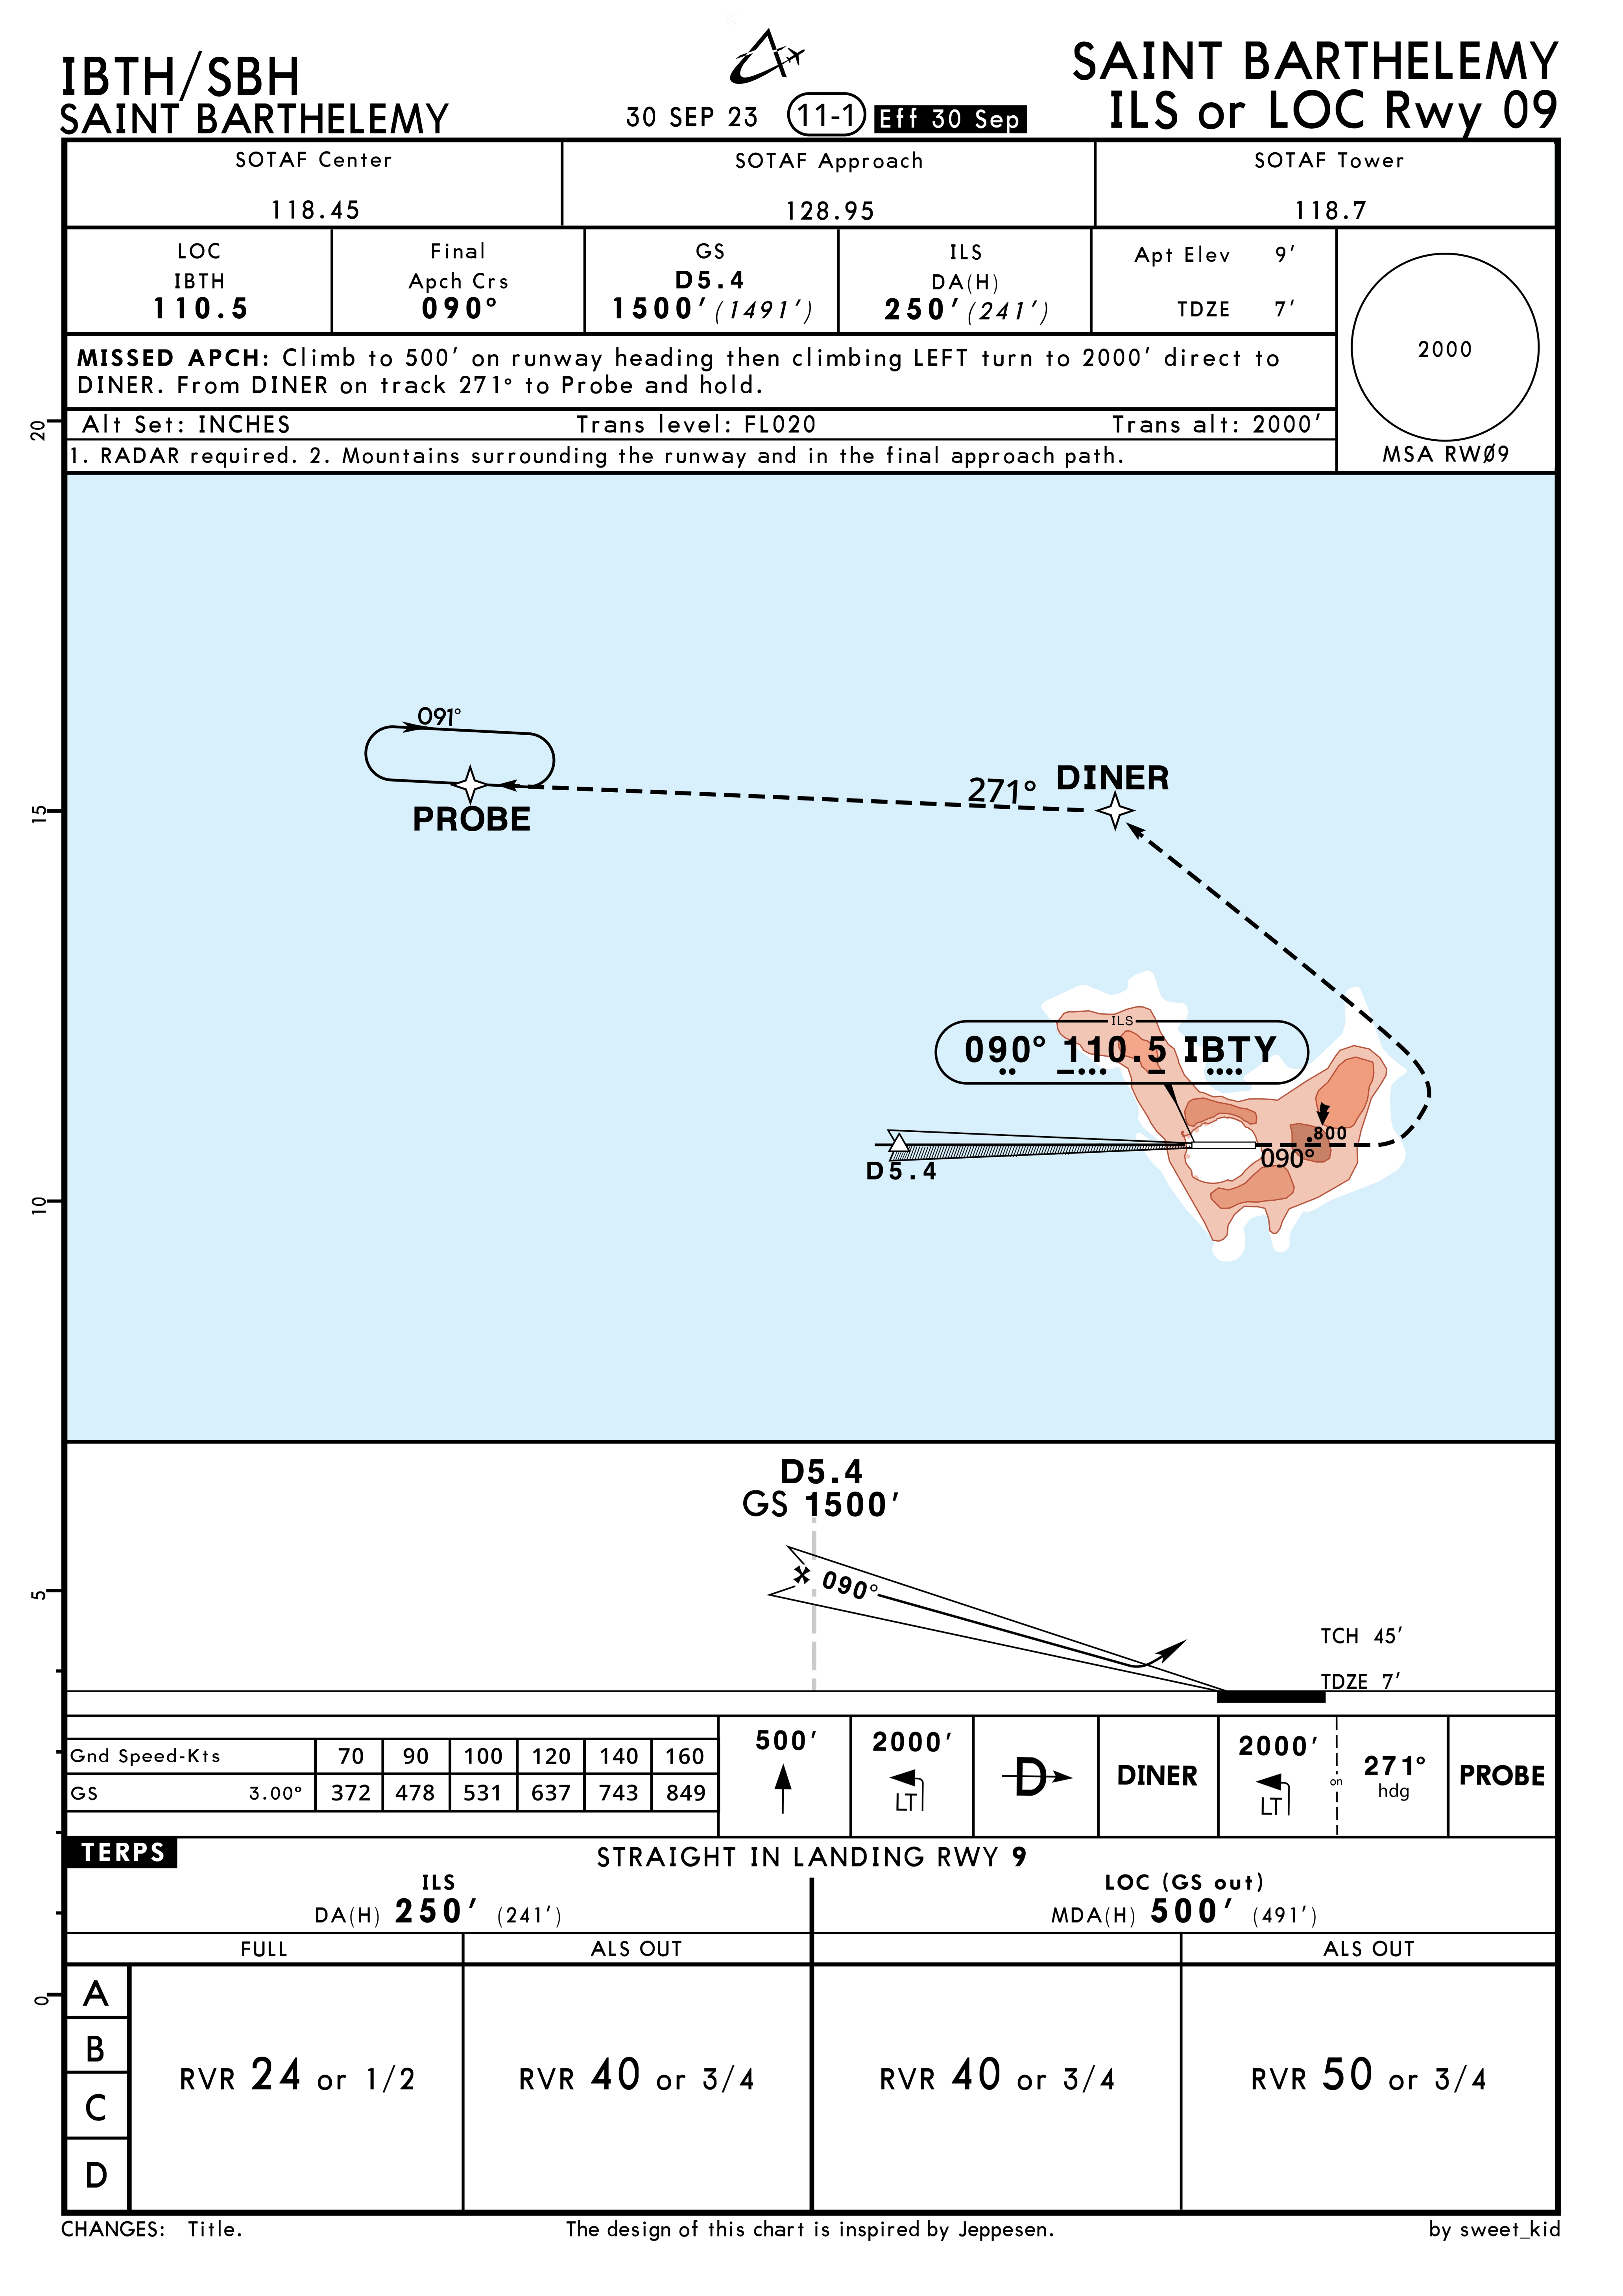 IBTH/SBH
SAINT BARTHELEMY
30 SEP 23 11-1 Eff 30 Sep
SAINT BARTHELEMY
ILS or LOC Rwy 09
SOTAF Center
118.45
SOTAF Approach
128.95
SOTAF Tower
118.7
LOC
IBTH
110.5
Final
Apch Crs
090°
GS
D5.4
1500' (1491')
ILS
DA(H)
250' (241')
Apt Elev 9'
TDZE 7'
2000
MSA RWØ9
MISSED APCH: Climb to 500' on runway heading then climbing LEFT turn to 2000' direct to
DINER. From DINER on track 271° to Probe and hold.
Alt Set: INCHES Trans level: FL020 Trans alt: 2000'
1. RADAR required. 2. Mountains surrounding the runway and in the final approach path.
20
15
10
5
0
091°
PROBE
271°
DINER
ILS
090° 110.5 IBTY
.800
090°
D5.4
D5.4
GS 1500'
090°
TCH 45'
TDZE 7'
Gnd Speed-Kts 70 90 100 120 140 160
GS 3.00° 372 478 531 637 743 849
500'
2000'
LT
D
DINER
2000'
LT
on
271°
hdg
PROBE
TERPS
STRAIGHT IN LANDING RWY 9
ILS
DA(H) 250' (241')
LOC (GS out)
MDA(H) 500' (491')
FULL ALS OUT ALS OUT
A
B
C
D
RVR 24 or 1/2
RVR 40 or 3/4
RVR 40 or 3/4
RVR 50 or 3/4
CHANGES: Title.
The design of this chart is inspired by Jeppesen.
by sweet_kid